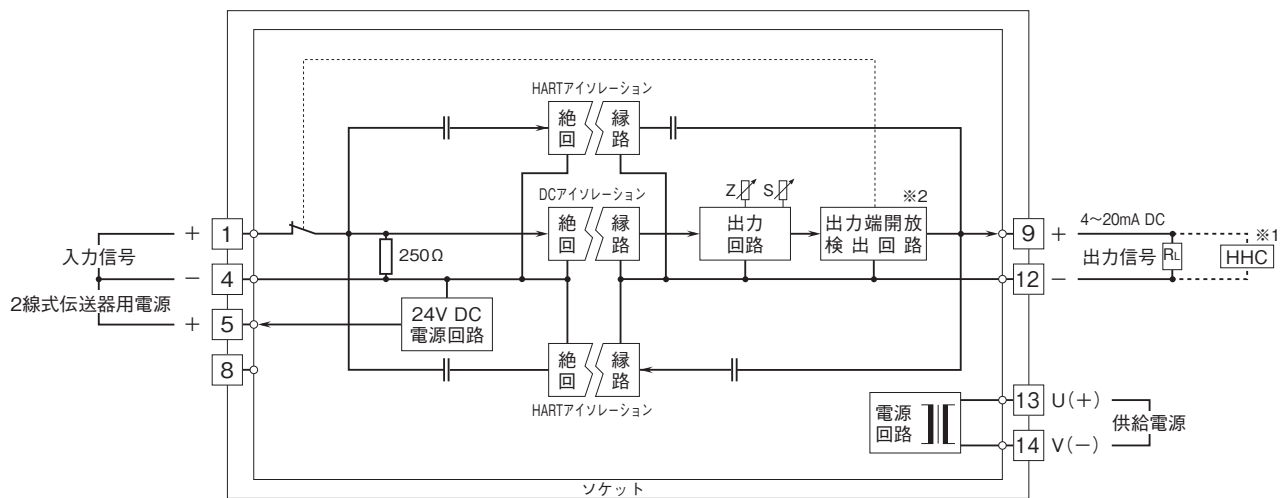 HARTアイソレーション
絶縁
回路
DCアイソレーション
Z S ※2
絶縁
回路
出力
回路
出力端開放
検出回路
250Ω
24V DC
電源回路
絶縁
回路
HARTアイソレーション
+ 1
入力信号
− 4
2線式伝送器用電源
+ 5
8
9 +
4〜20mA DC
※1
出力信号
RL
HHC
12 −
電源
回路
13 U(+)
供給電源
14 V(−)
ソケット